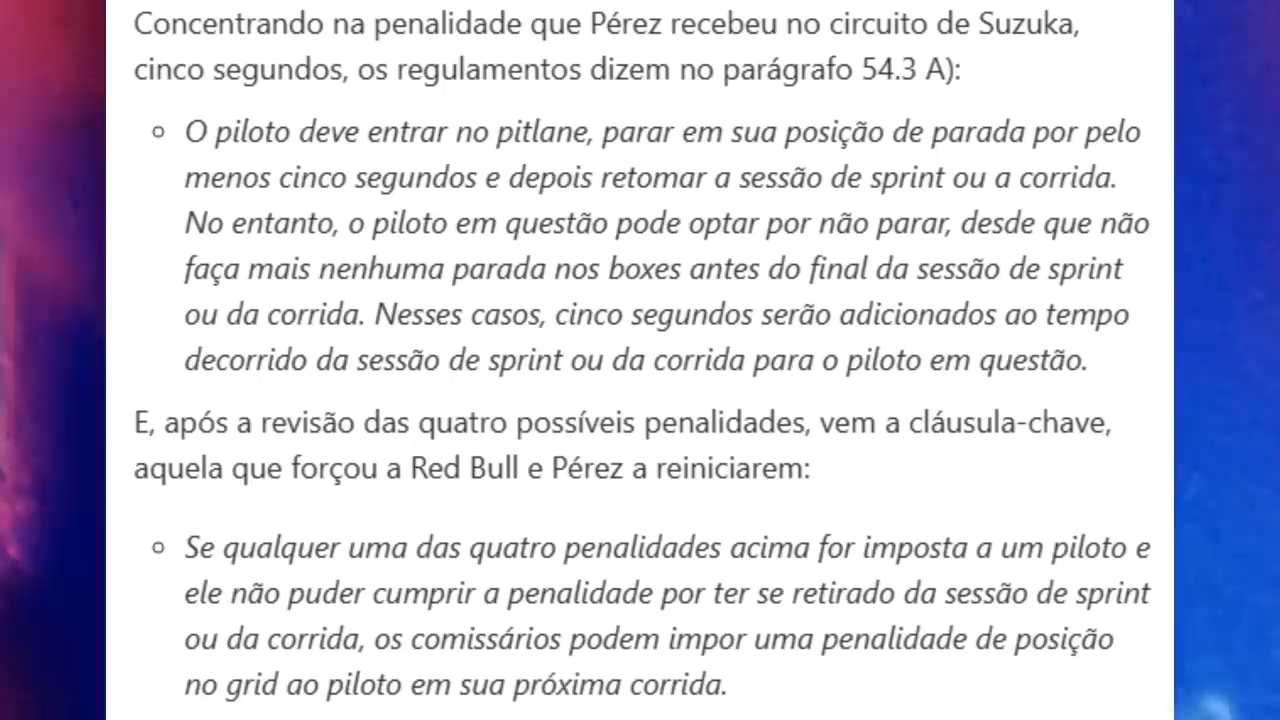 Concentrando na penalidade que Pérez recebeu no circuito de Suzuka,
cinco segundos, os regulamentos dizem no parágrafo 54.3 A):
O piloto deve entrar no pitlane, parar em sua posição de parada por pelo
menos cinco segundos e depois retomar a sessão de sprint ou a corrida.
No entanto, o piloto em questão pode optar por não parar, desde que não
faça mais nenhuma parada nos boxes antes do final da sessão de sprint
ou da corrida. Nesses casos, cinco segundos serão adicionados ao tempo
decorrido da sessão de sprint ou da corrida para o piloto em questão.
E, após a revisão das quatro possíveis penalidades, vem a cláusula-chave,
aquela que forçou a Red Bull e Pérez a reiniciarem:
Se qualquer uma das quatro penalidades acima for imposta a um piloto e
ele não puder cumprir a penalidade por ter se retirado da sessão de sprint
ou da corrida, os comissários podem impor uma penalidade de posição
no grid ao piloto em sua próxima corrida.